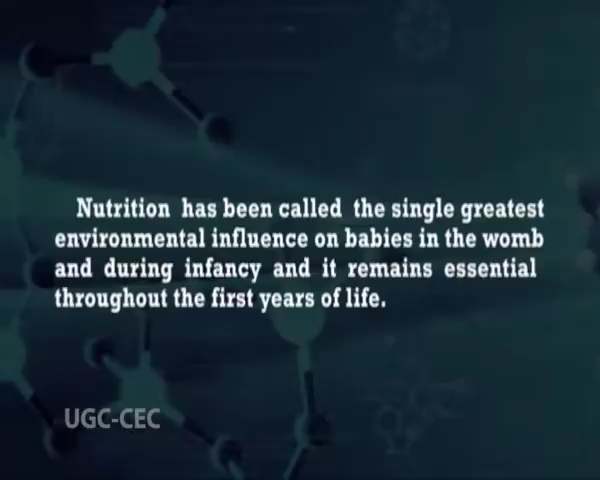 Nutrition has been called the single greatest
environmental influence on babies in the womb
and during infancy and it remains essential
throughout the first years of life.
UGC-CEC